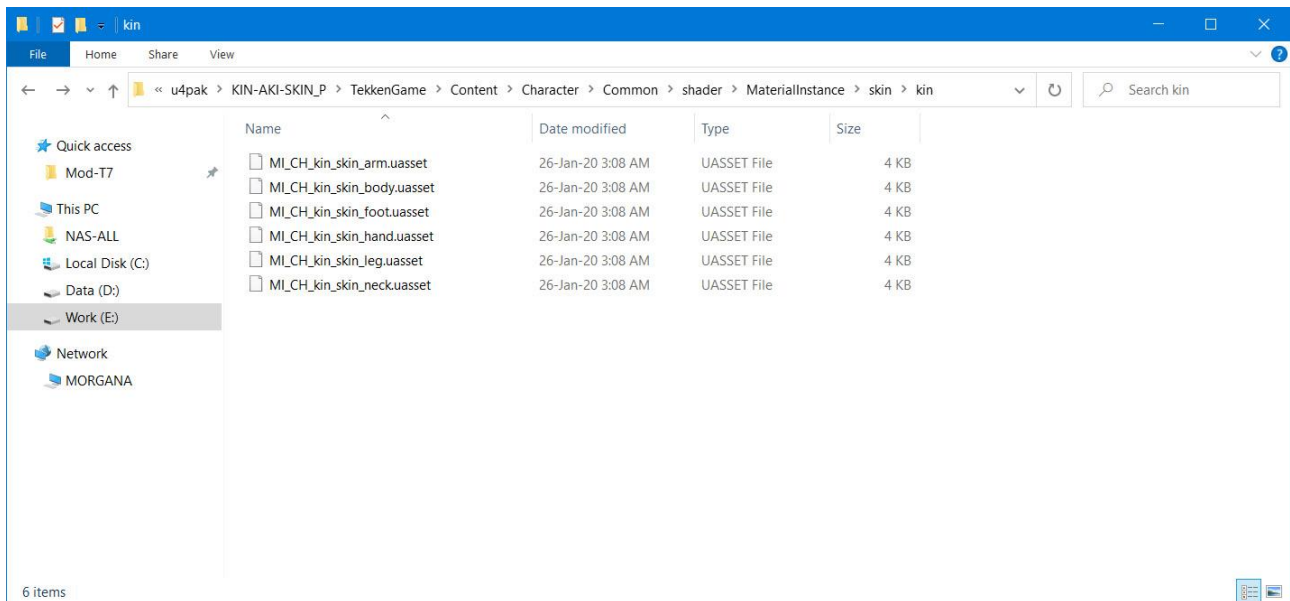 kin
File Home Share View
« u4pak > KIN-AKI-SKIN_P > TekkenGame > Content > Character > Common > shader > MaterialInstance > skin > kin
Search kin
Name Date modified Type Size
Quick access
Mod-T7
This PC
NAS-ALL
Local Disk (C:)
Data (D:)
Work (E:)
Network
MORGANA
MI_CH_kin_skin_arm.uasset 26-Jan-20 3:08 AM UASSET File 4 KB
MI_CH_kin_skin_body.uasset 26-Jan-20 3:08 AM UASSET File 4 KB
MI_CH_kin_skin_foot.uasset 26-Jan-20 3:08 AM UASSET File 4 KB
MI_CH_kin_skin_hand.uasset 26-Jan-20 3:08 AM UASSET File 4 KB
MI_CH_kin_skin_leg.uasset 26-Jan-20 3:08 AM UASSET File 4 KB
MI_CH_kin_skin_neck.uasset 26-Jan-20 3:08 AM UASSET File 4 KB
6 items